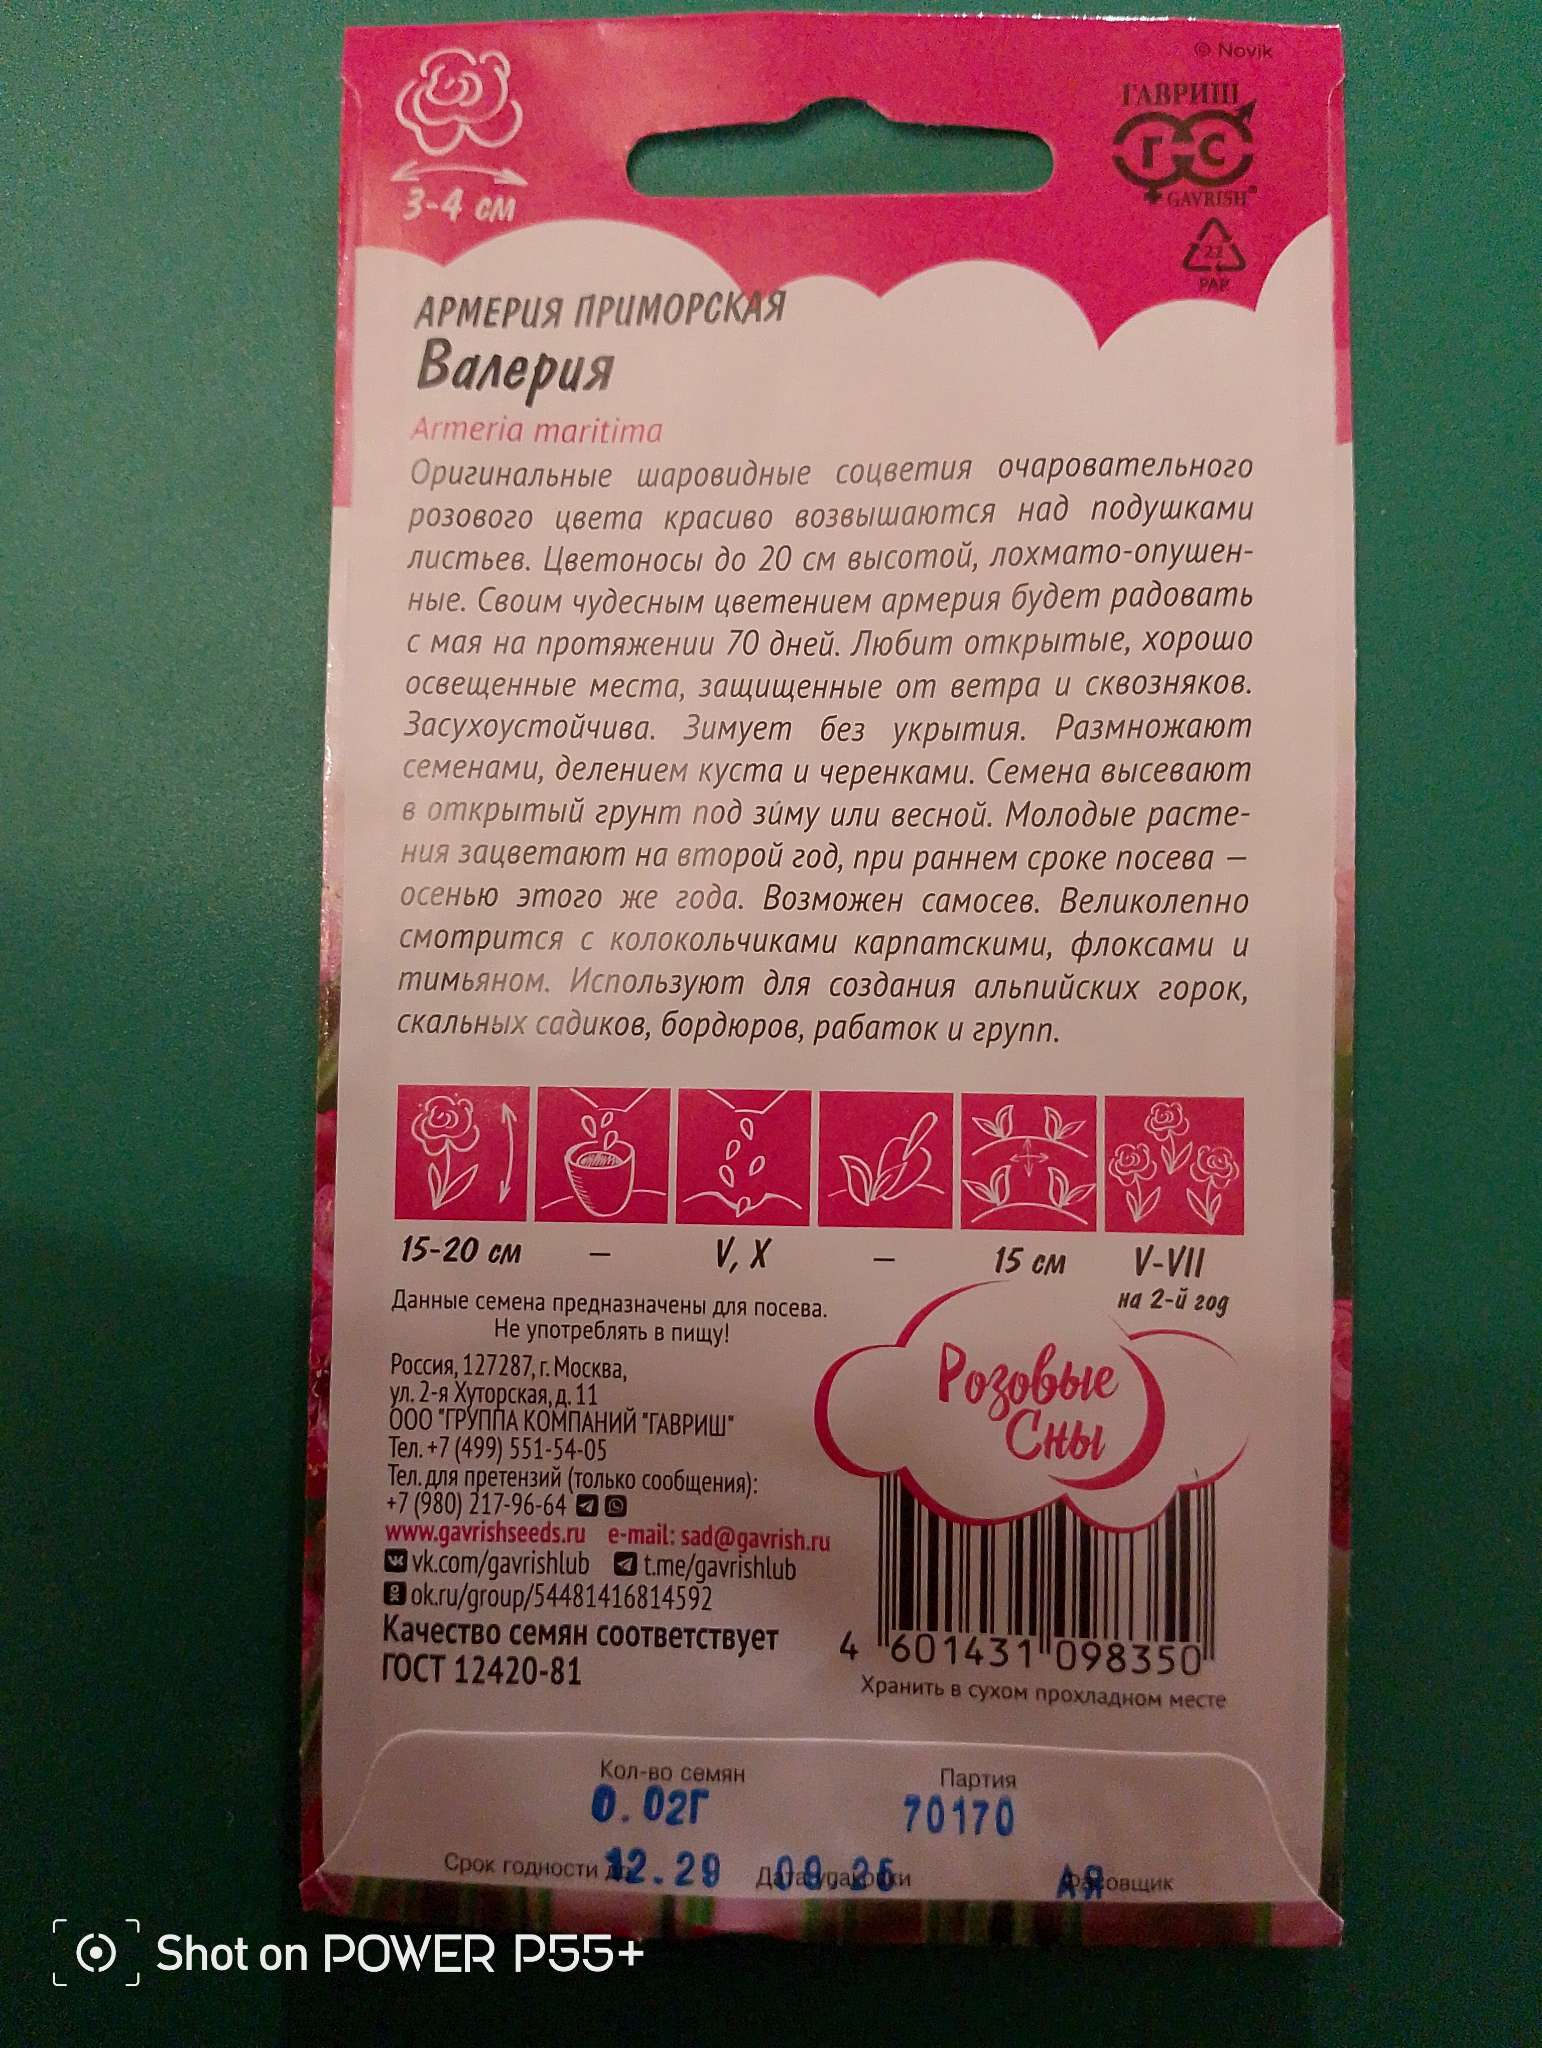 © Novik
ГАВРИШ
Г С
GAVRISH®
3-4 см
22
PAP
АРМЕРИЯ ПРИМОРСКАЯ
Валерия
Armeria maritima
Оригинальные шаровидные соцветия очаровательного
розового цвета красиво возвышаются над подушками
листьев. Цветоносы до 20 см высотой, лохмато-опушен-
ные. Своим чудесным цветением армерия будет радовать
с мая на протяжении 70 дней. Любит открытые, хорошо
освещенные места, защищенные от ветра и сквозняков.
Засухоустойчива. Зимует без укрытия. Размножают
семенами, делением куста и черенками. Семена высевают
в открытый грунт под зи́му или весной. Молодые расте-
ния зацветают на второй год, при раннем сроке посева —
осенью этого же года. Возможен самосев. Великолепно
смотрится с колокольчиками карпатскими, флоксами и
тимьяном. Используют для создания альпийских горок,
скальных садиков, бордюров, рабаток и групп.
15-20 см – V, X – 15 см V-VII
на 2-й год
Данные семена предназначены для посева.
Не употреблять в пищу!
Розовые
Сны
Россия, 127287, г. Москва,
ул. 2-я Хуторская, д. 11
ООО "ГРУППА КОМПАНИЙ "ГАВРИШ"
Тел. +7 (499) 551-54-05
Тел. для претензий (только сообщения):
+7 (980) 217-96-64
www.gavrishseeds.ru e-mail: sad@gavrish.ru
vk.com/gavrishlub t.me/gavrishlub
ok.ru/group/54481416814592
Качество семян соответствует
ГОСТ 12420-81
4 601431 098350
Хранить в сухом прохладном месте
Кол-во семян Партия
0.02Г 70170
Срок годности до 12.29 Дата упаковки 09.25 АЯ Фасовщик
Shot on POWER P55+